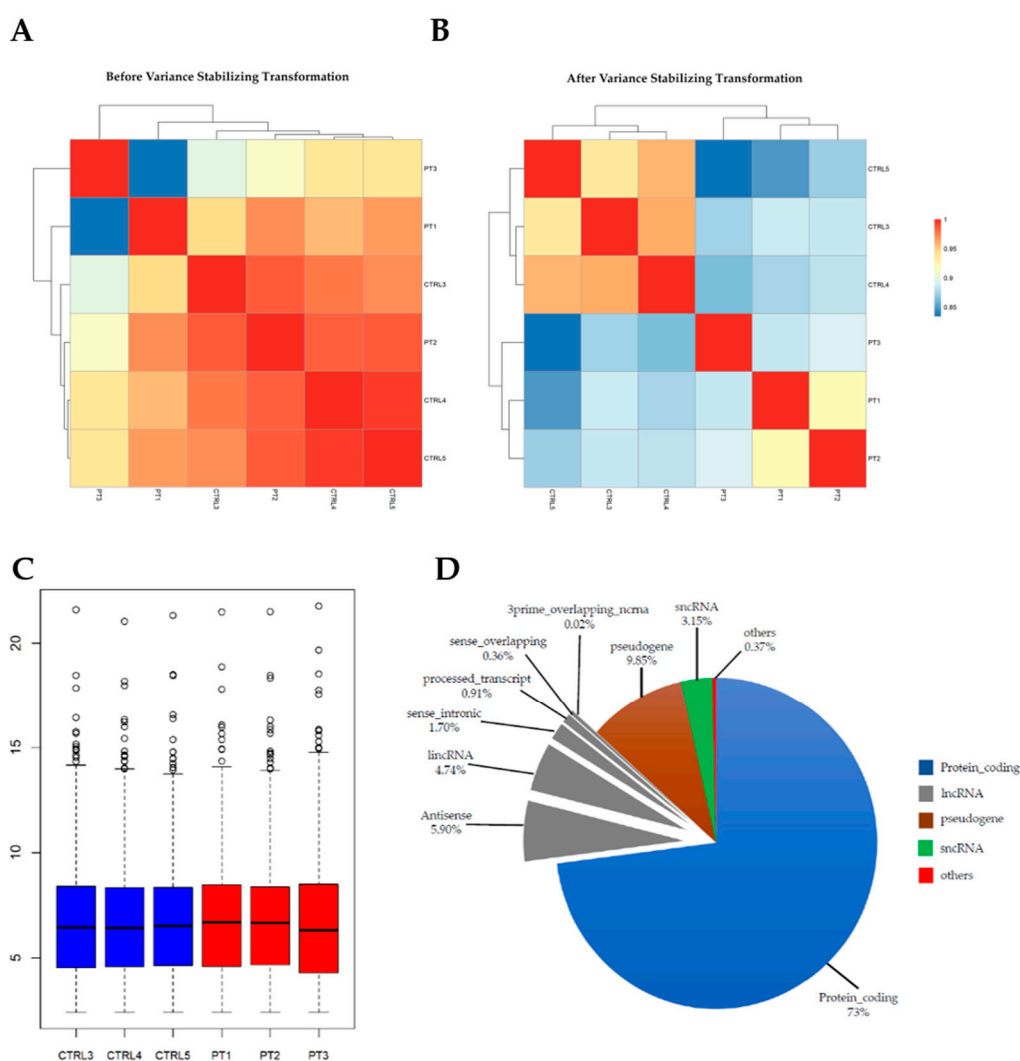 A
B
Before Variance Stabilizing Transformation
After Variance Stabilizing Transformation
PT3
PT1
CTRL3
PT2
CTRL4
CTRL5
PT3
PT1
CTRL3
PT2
CTRL4
CTRL5
CTRL5
CTRL3
CTRL4
PT3
PT1
PT2
CTRL5
CTRL3
CTRL4
PT3
PT1
PT2
1
0.95
0.9
0.85
C
20
15
10
5
CTRL3 CTRL4 CTRL5 PT1 PT2 PT3
D
3prime_overlapping_ncrna
0.02%
sncRNA
3.15%
sense_overlapping
0.36%
pseudogene
9.85%
others
0.37%
processed_transcript
0.91%
sense_intronic
1.70%
lincRNA
4.74%
Antisense
5.90%
Protein_coding
73%
Protein_coding
lncRNA
pseudogene
sncRNA
others